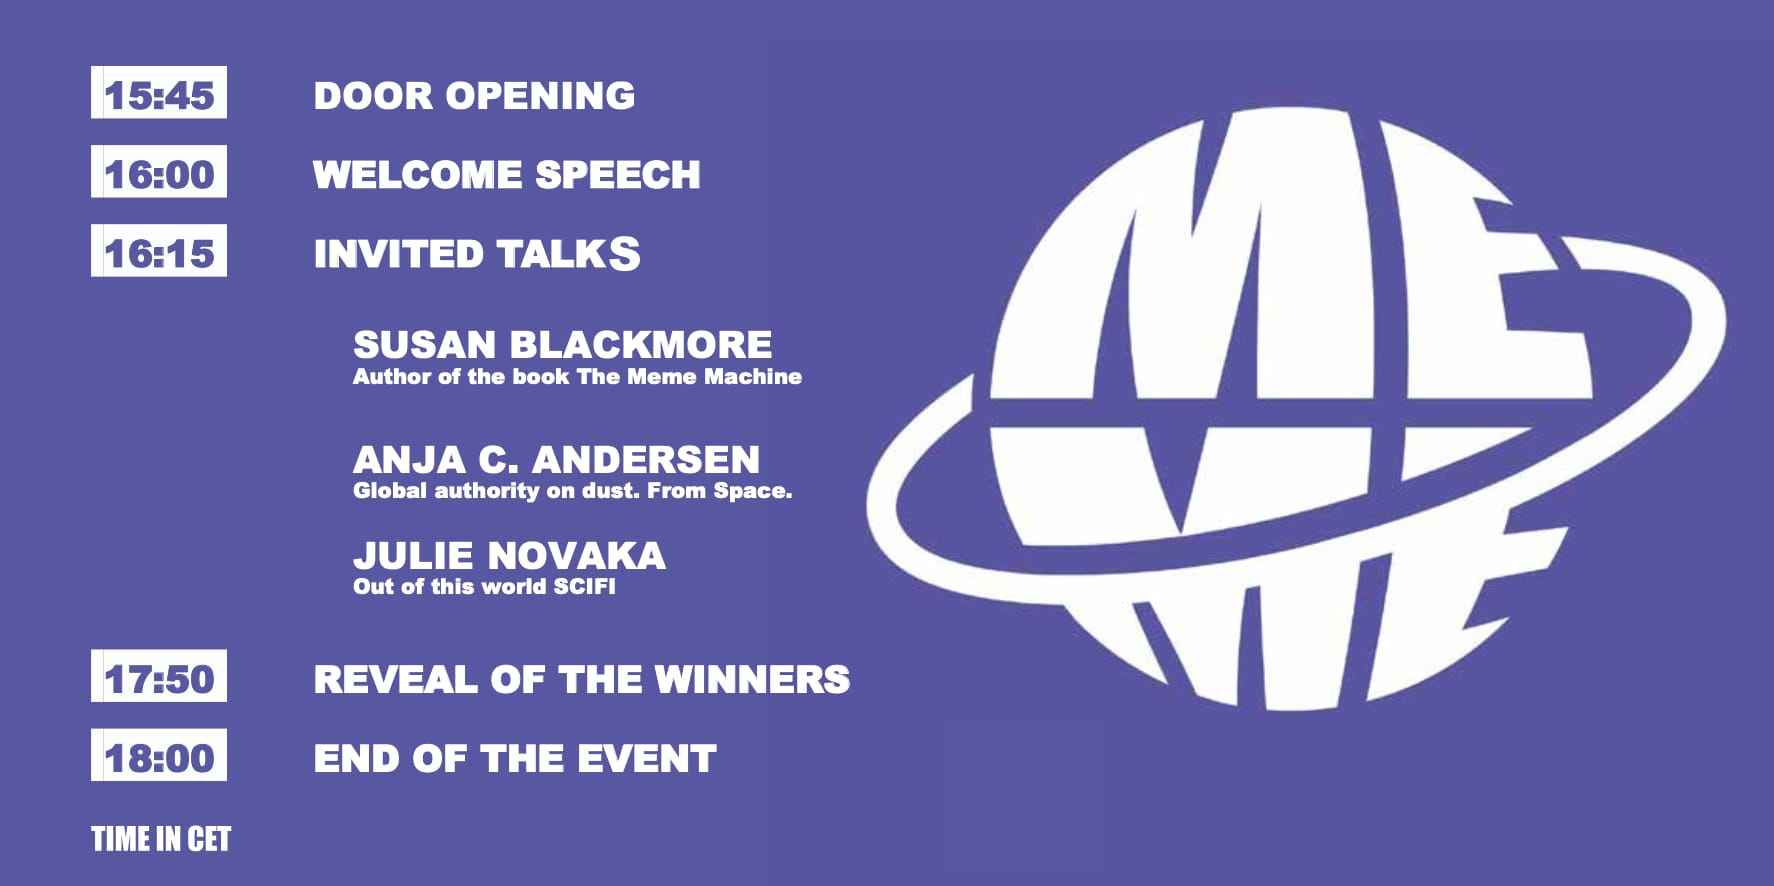 15:45 DOOR OPENING
16:00 WELCOME SPEECH
16:15 INVITED TALKS
SUSAN BLACKMORE
Author of the book The Meme Machine
ANJA C. ANDERSEN
Global authority on dust. From Space.
JULIE NOVAKA
Out of this world SCIFI
17:50 REVEAL OF THE WINNERS
18:00 END OF THE EVENT
TIME IN CET
ME
ME